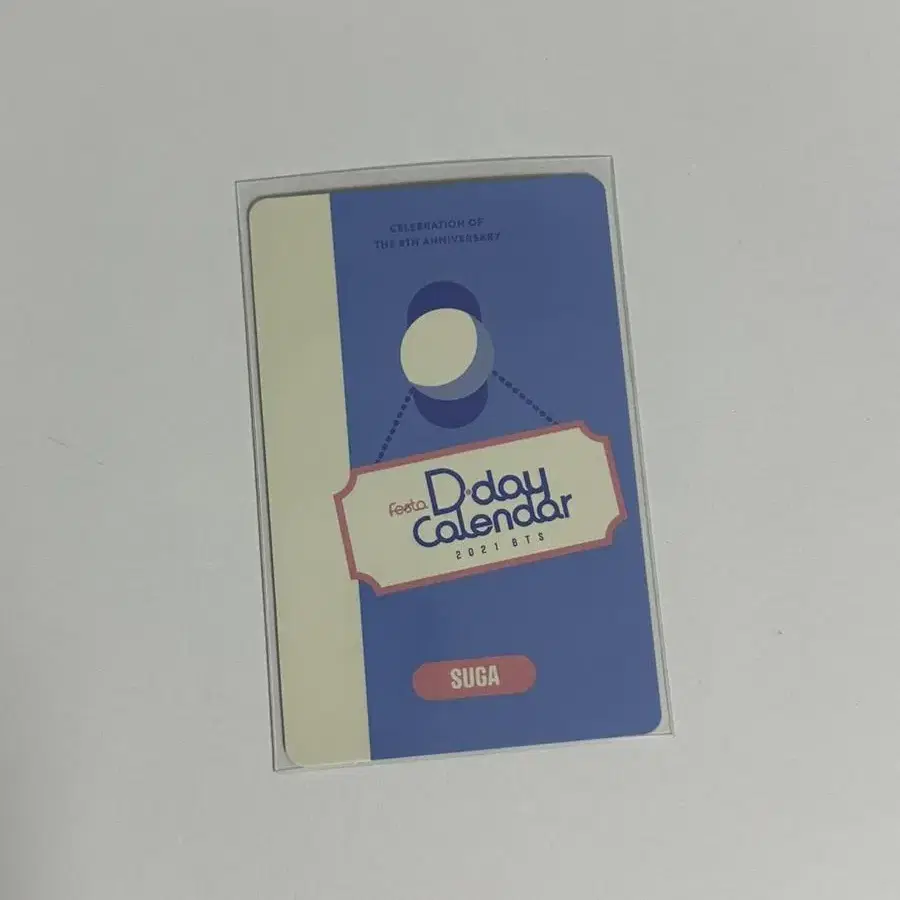 CELEBRATION OF
THE 8TH ANNIVERSARY
festa D·day
Calendar
2021 BTS
SUGA